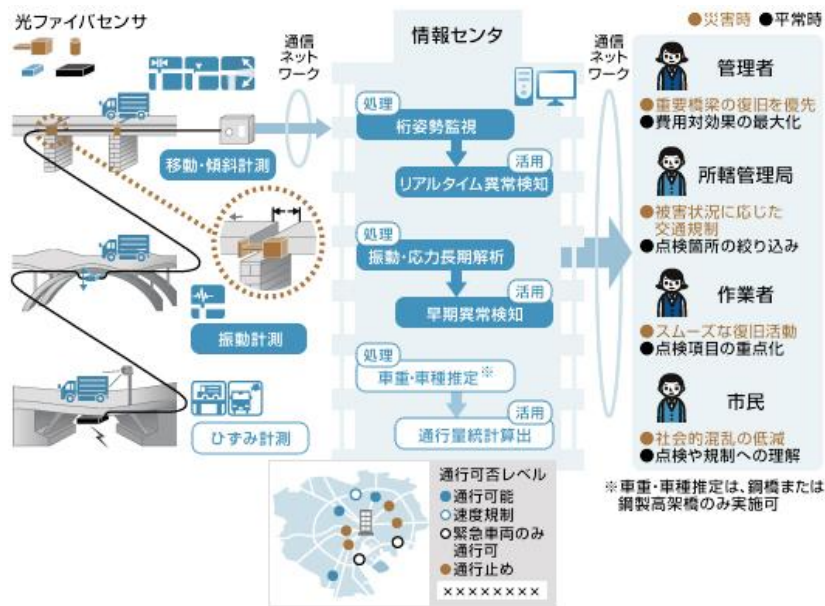 光ファイバセンサ
移動・傾斜計測
振動計測
ひずみ計測
通信
ネット
ワーク
情報センタ
処理
桁姿勢監視
活用
リアルタイム異常検知
処理
振動・応力長期解析
活用
早期異常検知
処理
車重・車種推定※
活用
通行量統計算出
通信
ネット
ワーク
●災害時 ●平常時
管理者
●重要橋梁の復旧を優先
●費用対効果の最大化
所轄管理局
●被害状況に応じた
交通規制
●点検箇所の絞り込み
作業者
●スムーズな復旧活動
●点検項目の重点化
市民
●社会的混乱の低減
●点検や規制への理解
※車重・車種推定は、鋼橋または
鋼製高架橋のみ実施可
通行可否レベル
●通行可能
○速度規制
○緊急車両のみ
通行可
●通行止め
××××××××